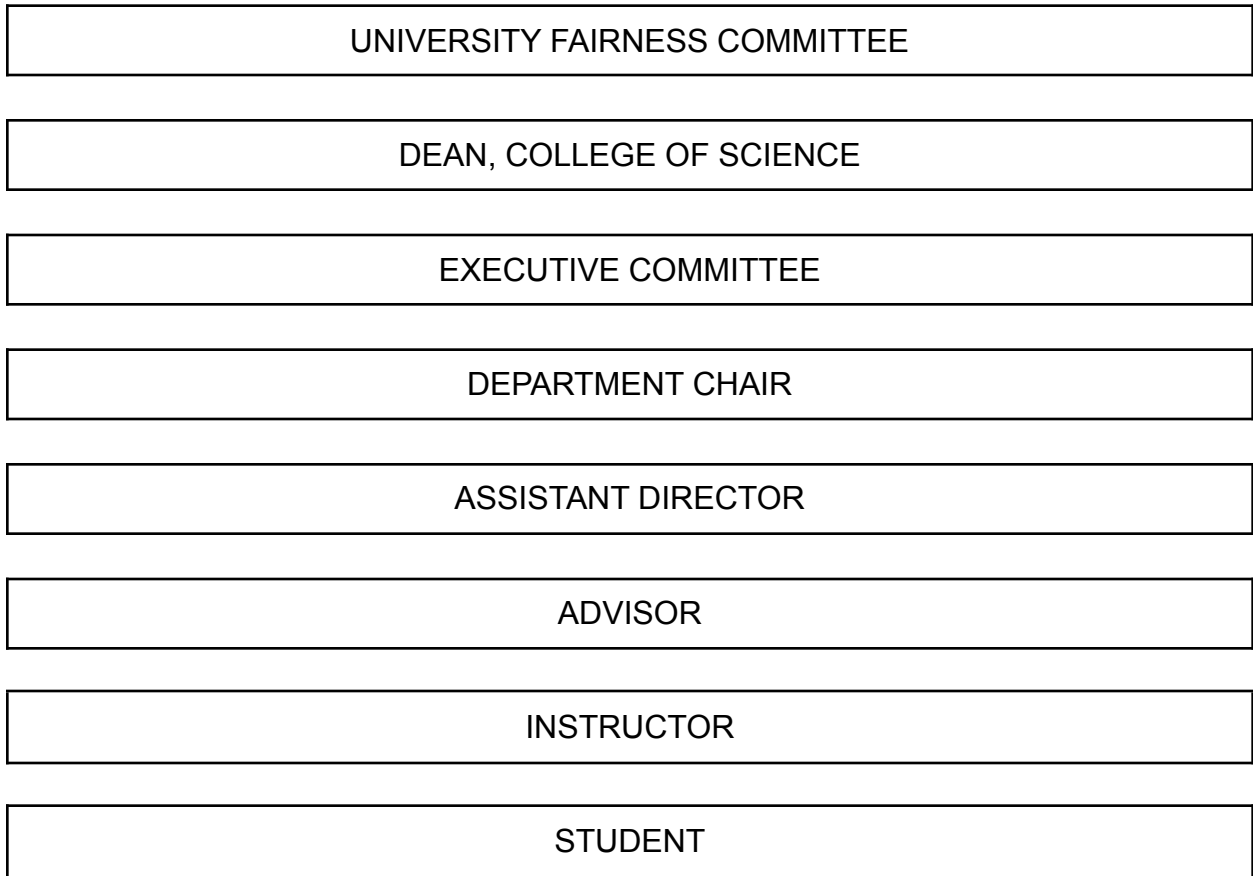 UNIVERSITY FAIRNESS COMMITTEE
DEAN, COLLEGE OF SCIENCE
EXECUTIVE COMMITTEE
DEPARTMENT CHAIR
ASSISTANT DIRECTOR
ADVISOR
INSTRUCTOR
STUDENT